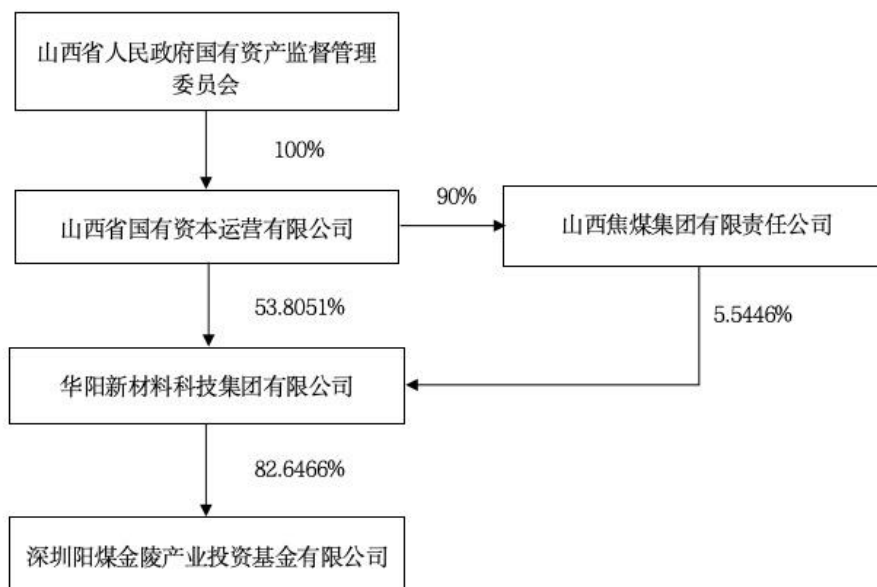 山西省人民政府国有资产监督管理
委员会
100%
山西省国有资本运营有限公司
90%
山西焦煤集团有限责任公司
53.8051%
5.5446%
华阳新材料科技集团有限公司
82.6466%
深圳阳煤金陵产业投资基金有限公司